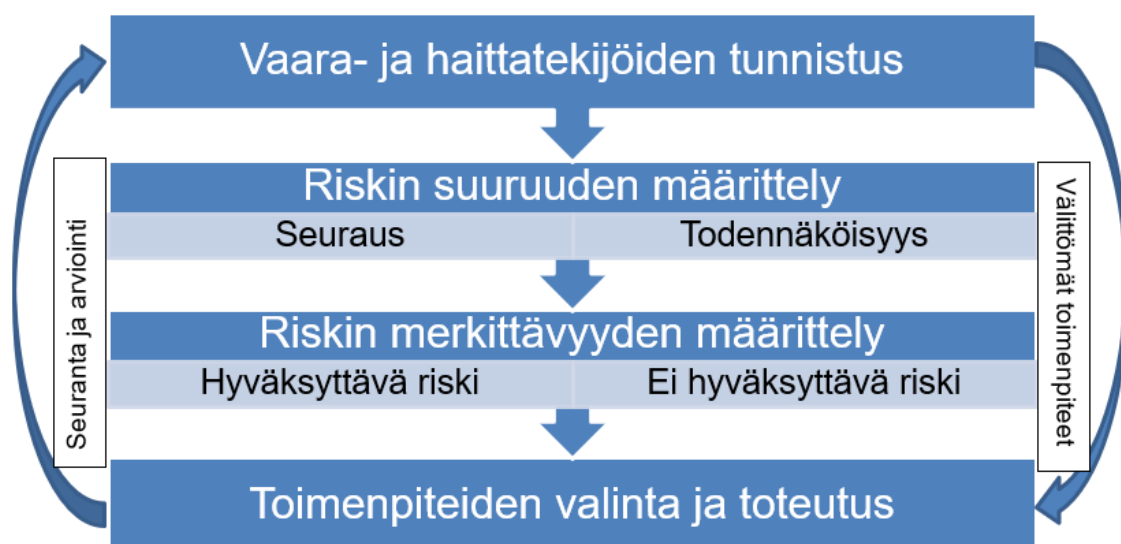 Vaara- ja haittatekijöiden tunnistus
Riskin suuruuden määrittely
Seuraus
Todennäköisyys
Riskin merkittävyyden määrittely
Hyväksyttävä riski
Ei hyväksyttävä riski
Toimenpiteiden valinta ja toteutus
Seuranta ja arviointi
Välittömät toimenpiteet